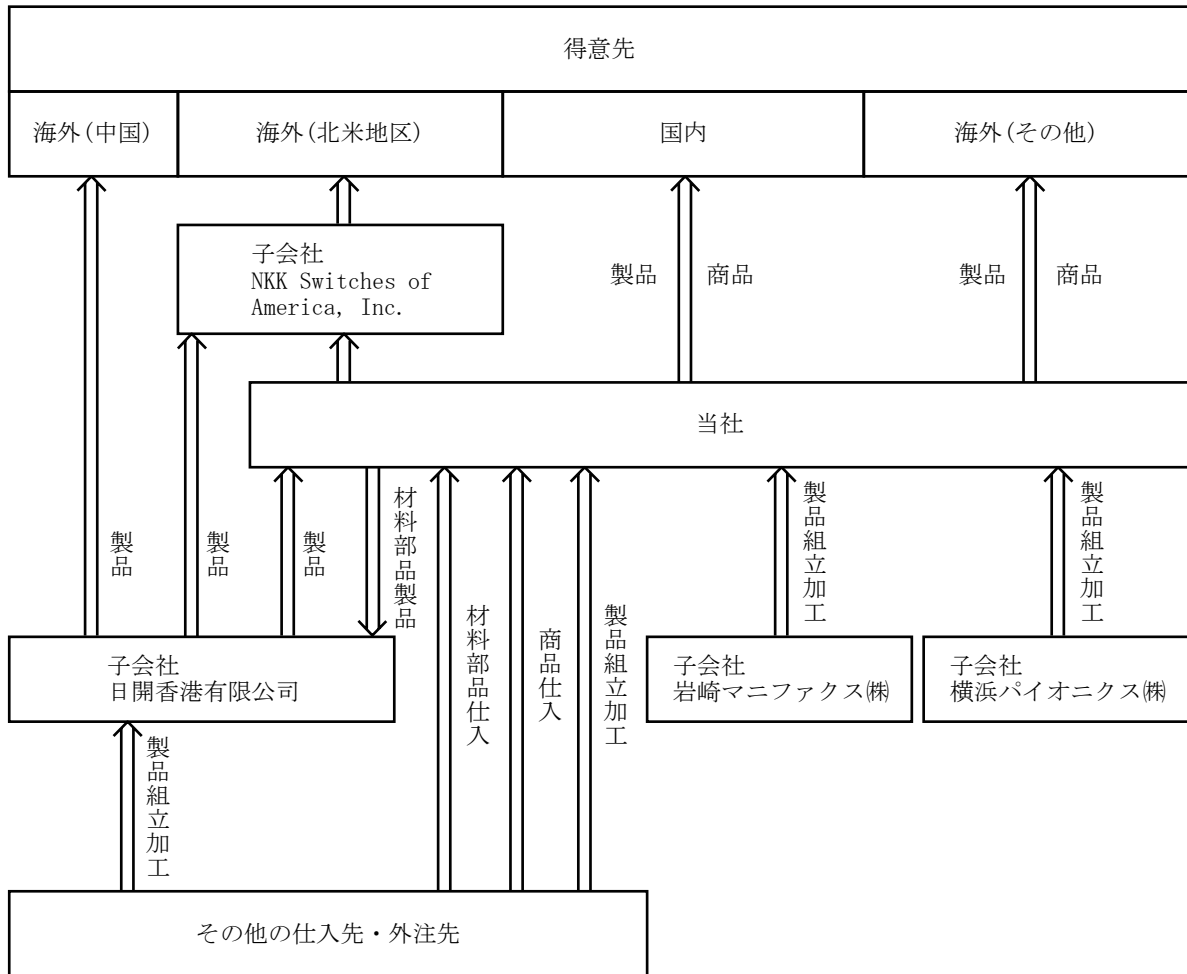 得意先
海外(中国)
海外(北米地区)
国内
海外(その他)
子会社
NKK Switches of
America, Inc.
製品
商品
製品
商品
当社
製品
製品
製品
材料部品製品
材料部品仕入
商品仕入
製品組立加工
製品組立加工
製品組立加工
子会社
日開香港有限公司
子会社
岩崎マニファクス㈱
子会社
横浜パイオニクス㈱
製品組立加工
その他の仕入先・外注先